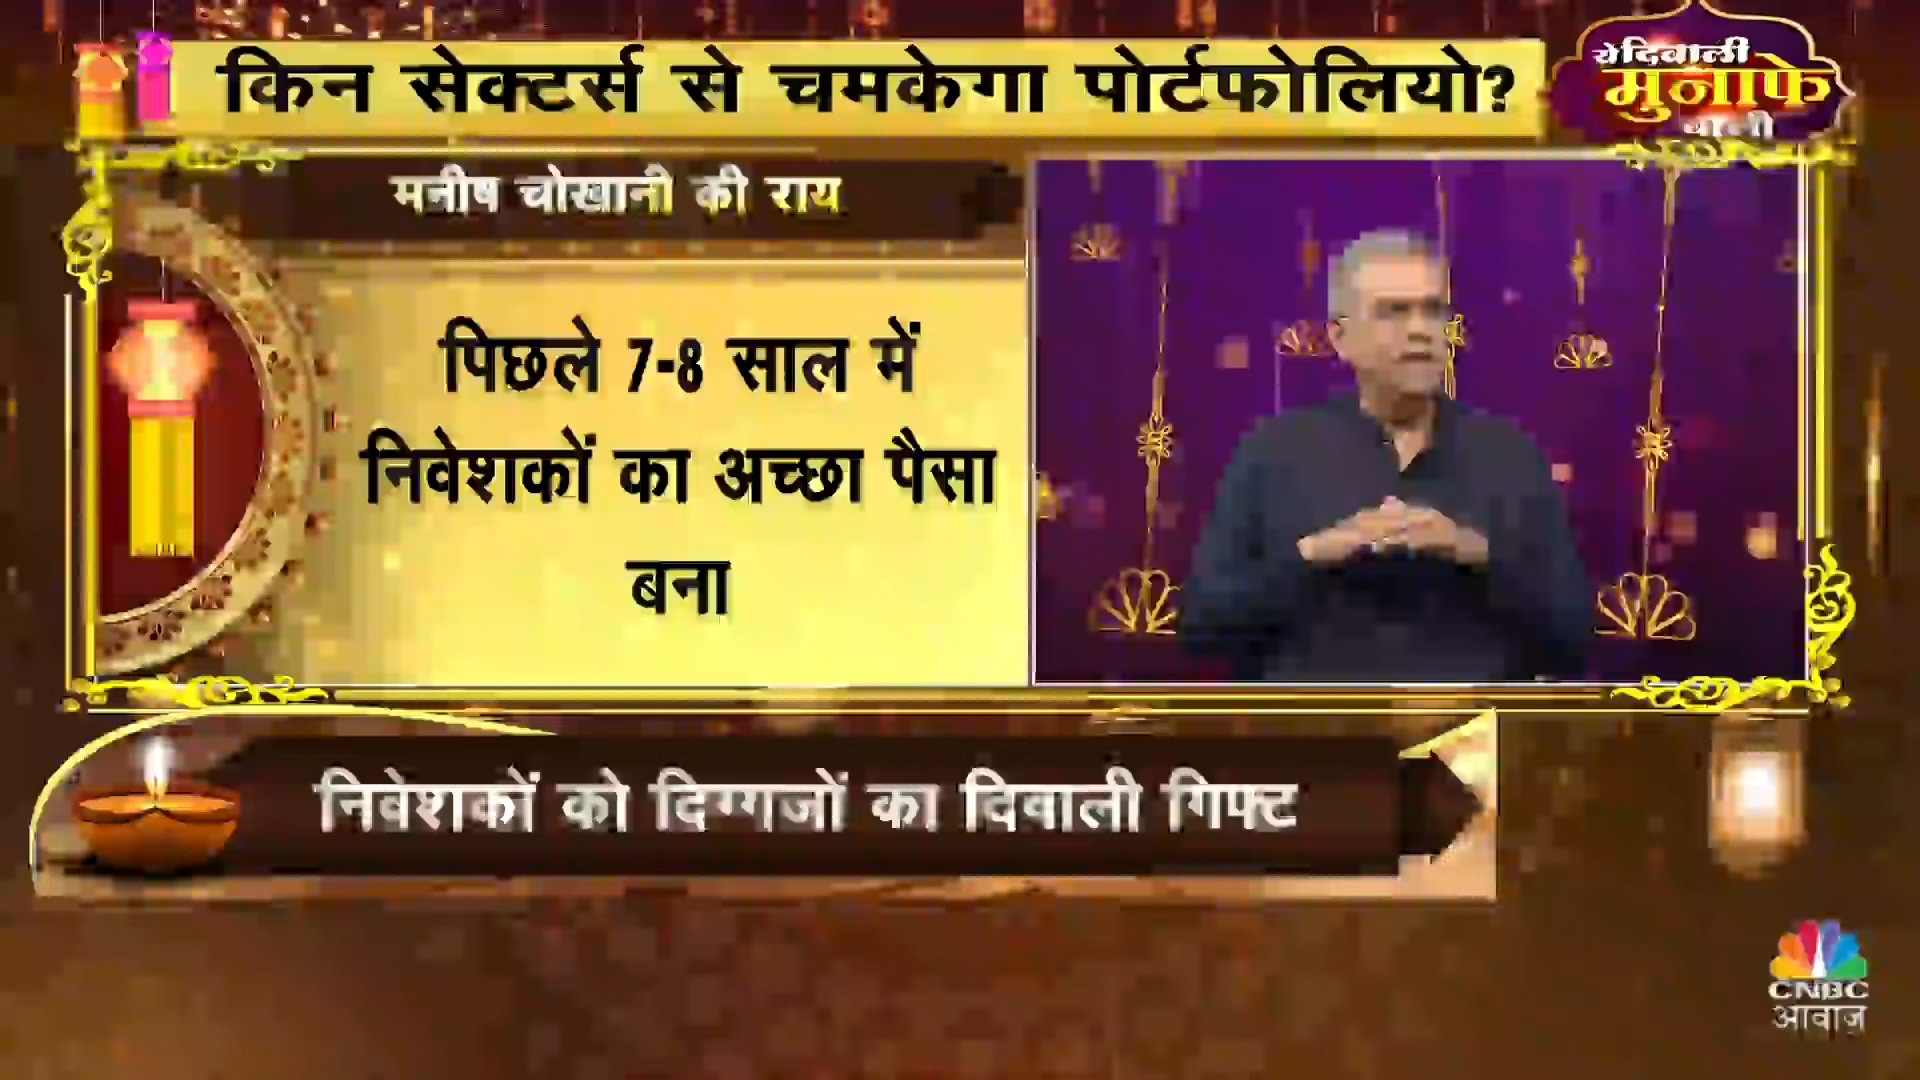 किन सेक्टर्स से चमकेगा पोर्टफोलियो?
ये दिवाली
मुनाफे
वाली
मनीष चोखानी की राय
पिछले 7-8 साल में
निवेशकों का अच्छा पैसा
बना
निवेशकों को दिग्गजों का दिवाली गिफ्ट
CNBC
आवाज़